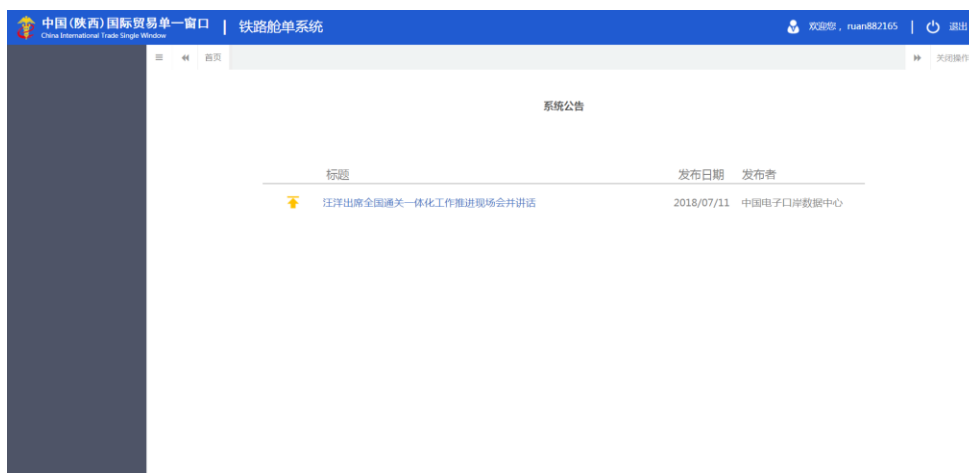 中国(陕西)国际贸易单一窗口 | 铁路舱单系统 欢迎您，ruan882165 | 退出
China International Trade Single Window
首页 关闭操作
系统公告
标题 发布日期 发布者
汪洋出席全国通关一体化工作推进现场会并讲话 2018/07/11 中国电子口岸数据中心